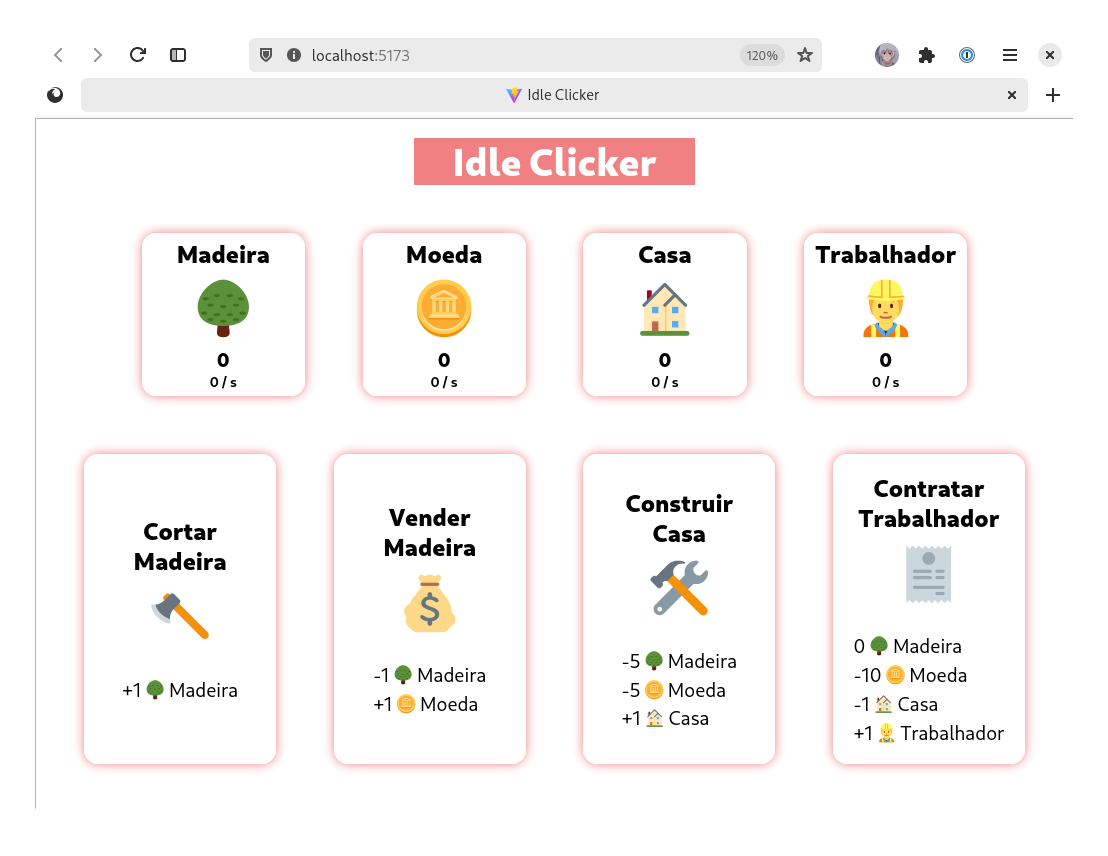 localhost:5173
120%
Idle Clicker
Idle Clicker
Madeira
0
0 / s
Moeda
0
0 / s
Casa
0
0 / s
Trabalhador
0
0 / s
Cortar
Madeira
+1 Madeira
Vender
Madeira
-1 Madeira
+1 Moeda
Construir
Casa
-5 Madeira
-5 Moeda
+1 Casa
Contratar
Trabalhador
0 Madeira
-10 Moeda
-1 Casa
+1 Trabalhador